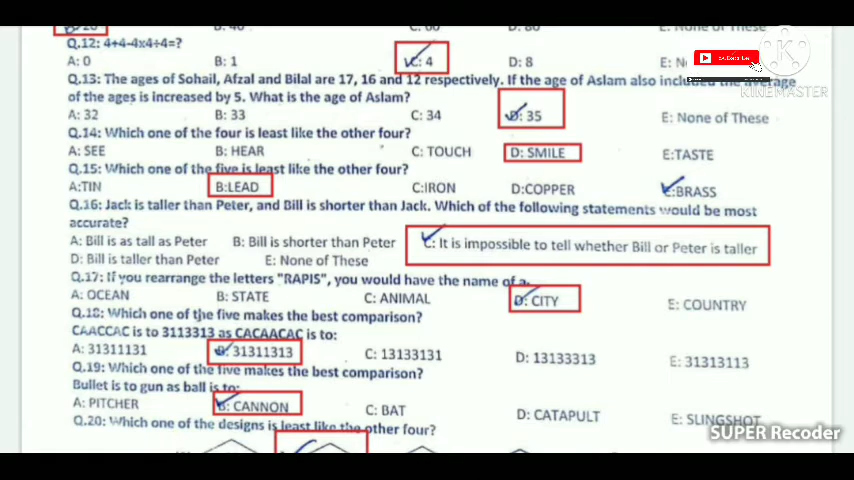 B: 40 D: 80 E: None of These
Q.12: 4+4-4x4÷4=?
A: 0 B: 1 C: 4 D: 8 E: N
Subscribe
KINEMASTER
Q.13: The ages of Sohail, Afzal and Bilal are 17, 16 and 12 respectively. If the age of Aslam also included the average
of the ages is increased by 5. What is the age of Aslam?
A: 32 B: 33 C: 34 D: 35 E: None of These
Q.14: Which one of the four is least like the other four?
A: SEE B: HEAR C: TOUCH D: SMILE E:TASTE
Q.15: Which one of the five is least like the other four?
A:TIN B:LEAD C:IRON D:COPPER E:BRASS
Q.16: Jack is taller than Peter, and Bill is shorter than Jack. Which of the following statements would be most
accurate?
A: Bill is as tall as Peter B: Bill is shorter than Peter C: It is impossible to tell whether Bill or Peter is taller
D: Bill is taller than Peter E: None of These
Q.17: If you rearrange the letters "RAPIS", you would have the name of a.
A: OCEAN B: STATE C: ANIMAL D: CITY E: COUNTRY
Q.18: Which one of the five makes the best comparison?
CAACCAC is to 3113313 as CACAACAC is to:
A: 31311131 B: 31311313 C: 13133131 D: 13133313 E: 31313113
Q.19: Which one of the five makes the best comparison?
Bullet is to gun as ball is to:
A: PITCHER B: CANNON C: BAT D: CATAPULT E: SLINGSHOT
Q.20: Which one of the designs is least like the other four?
SUPER Recoder